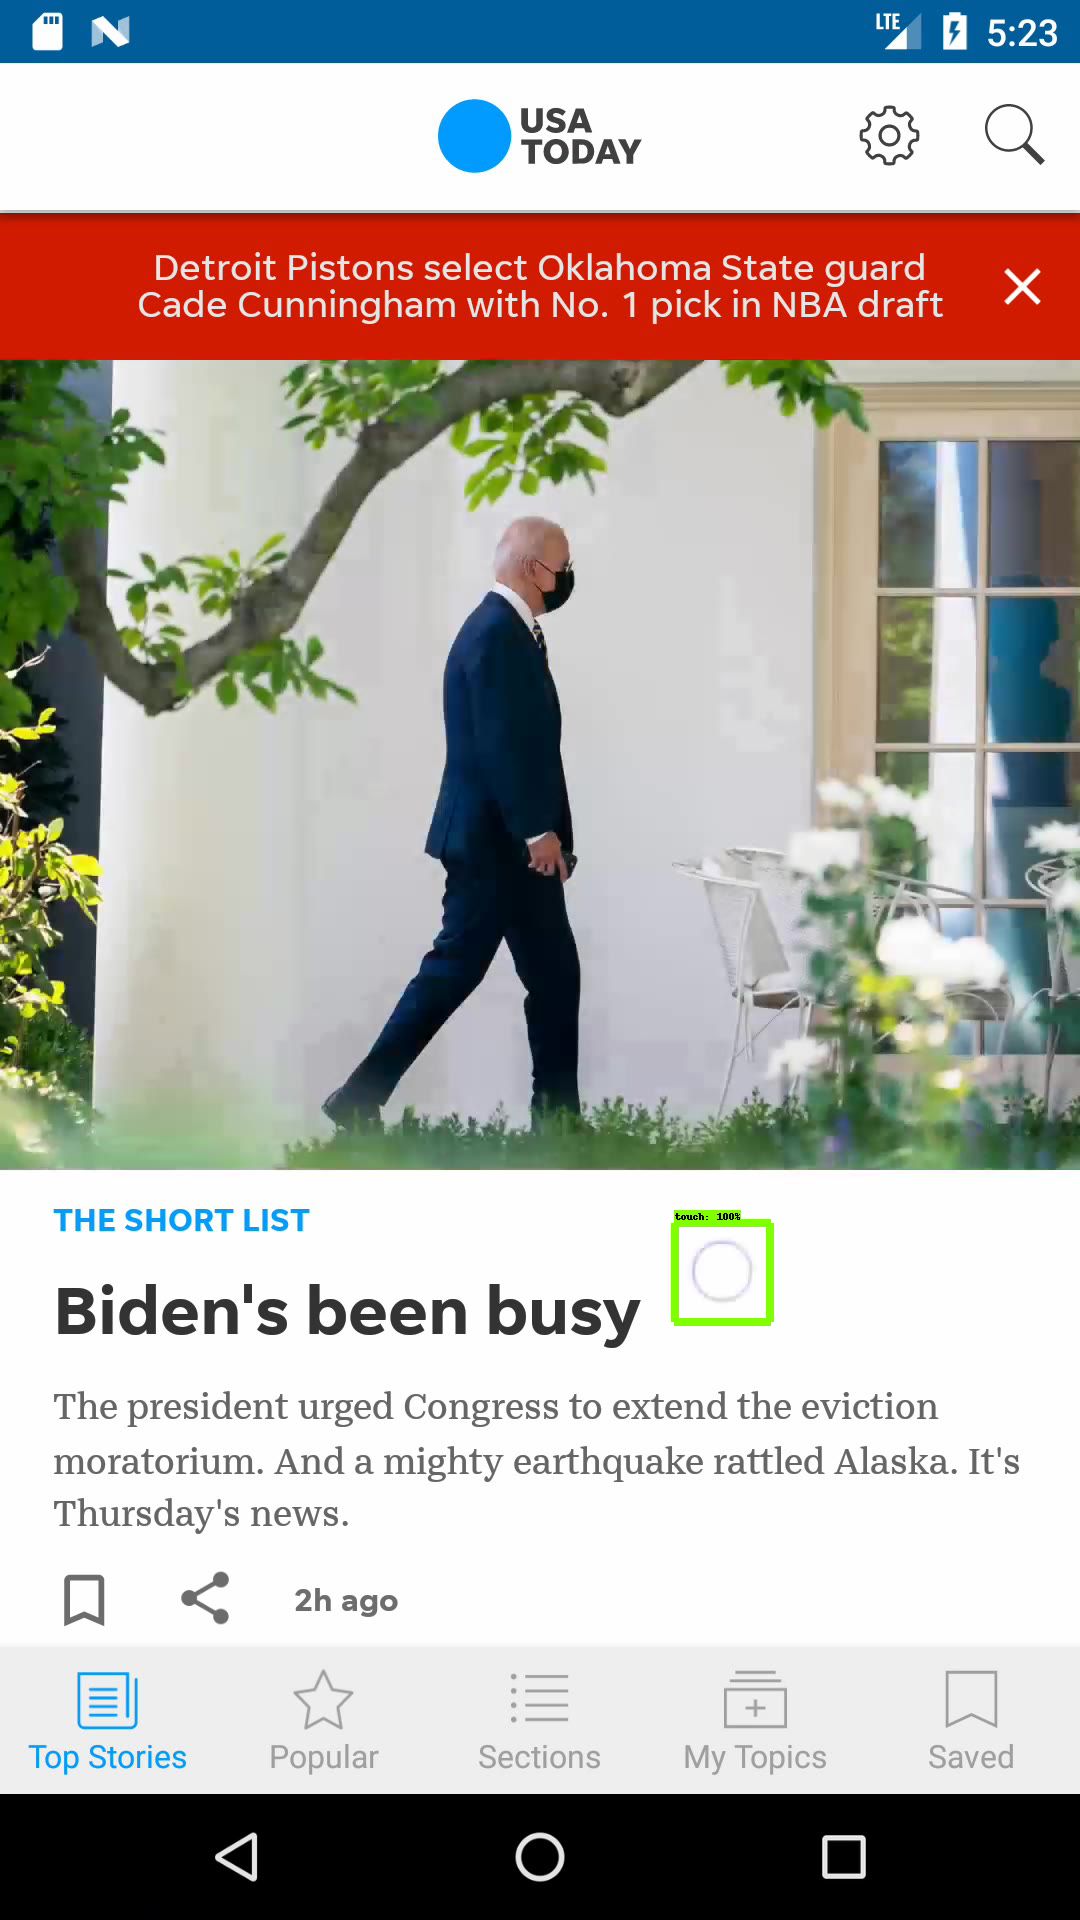 LTE
5:23
USA
TODAY
Detroit Pistons select Oklahoma State guard
Cade Cunningham with No. 1 pick in NBA draft
THE SHORT LIST
touch: 100%
Biden's been busy
The president urged Congress to extend the eviction
moratorium. And a mighty earthquake rattled Alaska. It's
Thursday's news.
2h ago
Top Stories
Popular
Sections
My Topics
Saved